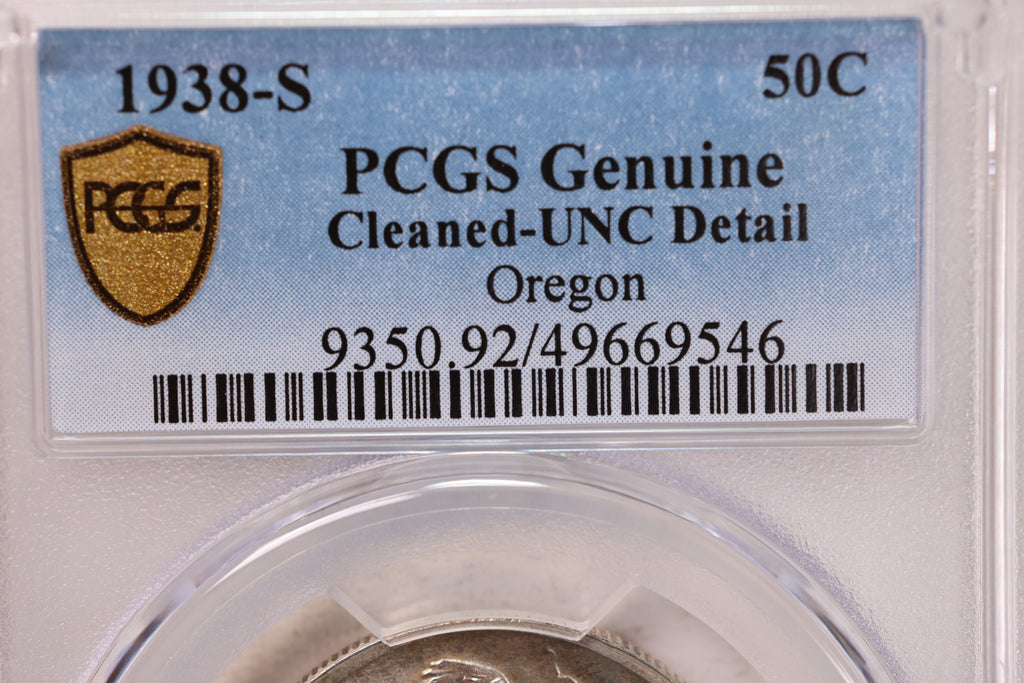 1938-S 50C
PCGS
PCGS Genuine
Cleaned-UNC Detail
Oregon
9350.92/49669546